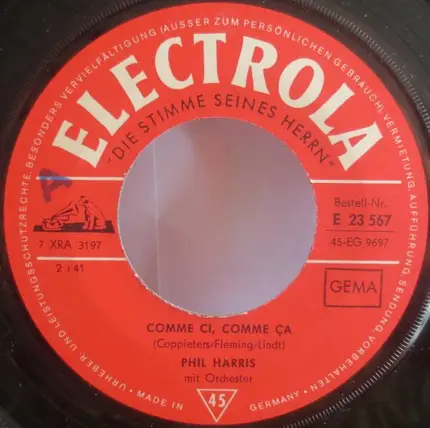 ELECTROLA
"DIE STIMME SEINES HERRN"
A
Bestell-Nr.
E 23 567
45-EG 9697
7 XRA 3197
2 i 41
GEMA
COMME CI, COMME ÇA
(Coppieters/Fleming/Lindt)
PHIL HARRIS
mit Orchester
45
URHEBER- UND LEISTUNGSSCHUTZRECHTE, BESONDERS VERVIELFÄLTIGUNG (AUSSER ZUM PERSÖNLICHEN GEBRAUCH), VERMIETUNG, AUFFÜHRUNG, SENDUNG VORBEHALTEN
MADE IN GERMANY